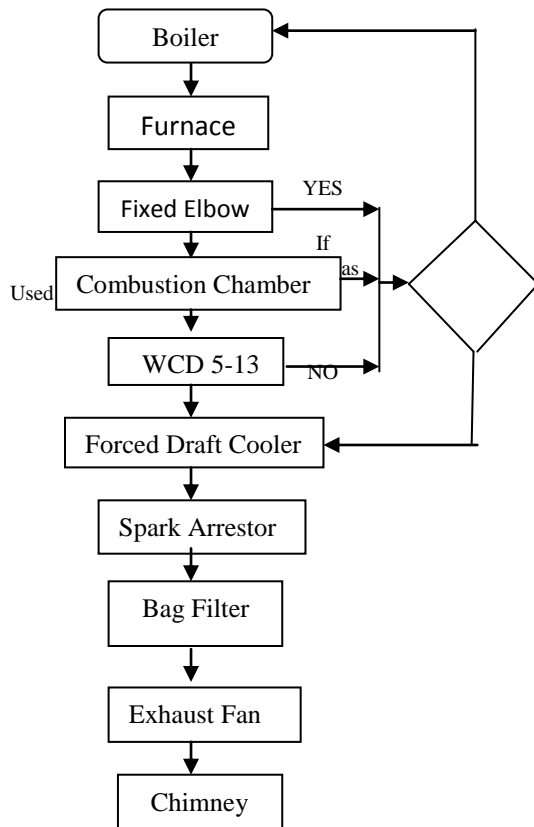 Boiler
Furnace
YES
Fixed Elbow
If
as
Used
Combustion Chamber
WCD 5-13
NO
Forced Draft Cooler
Spark Arrestor
Bag Filter
Exhaust Fan
Chimney